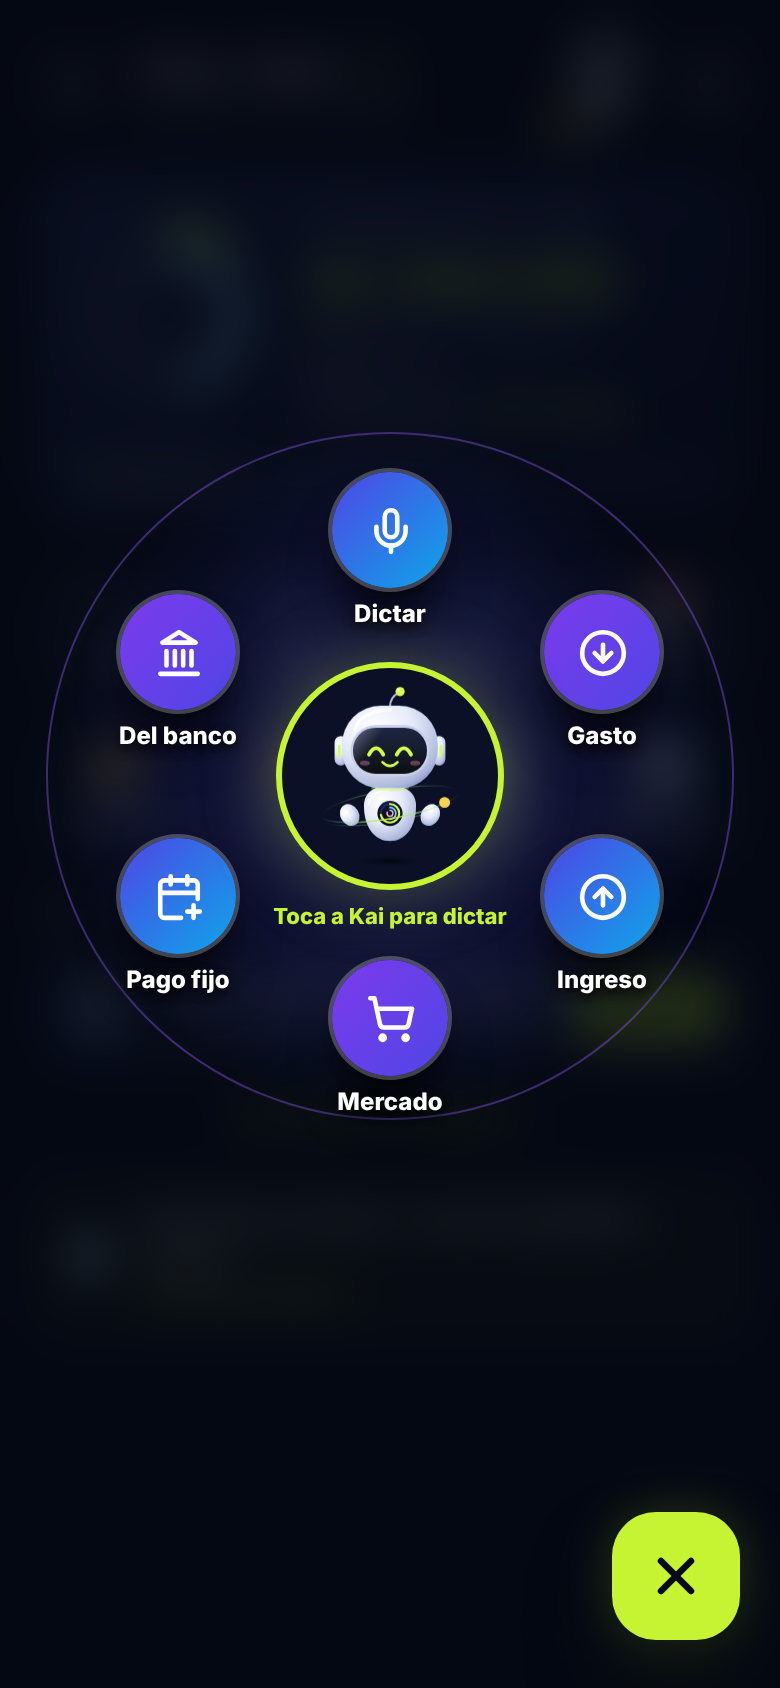 Dictar
Del banco
Gasto
Toca a Kai para dictar
Pago fijo
Ingreso
Mercado